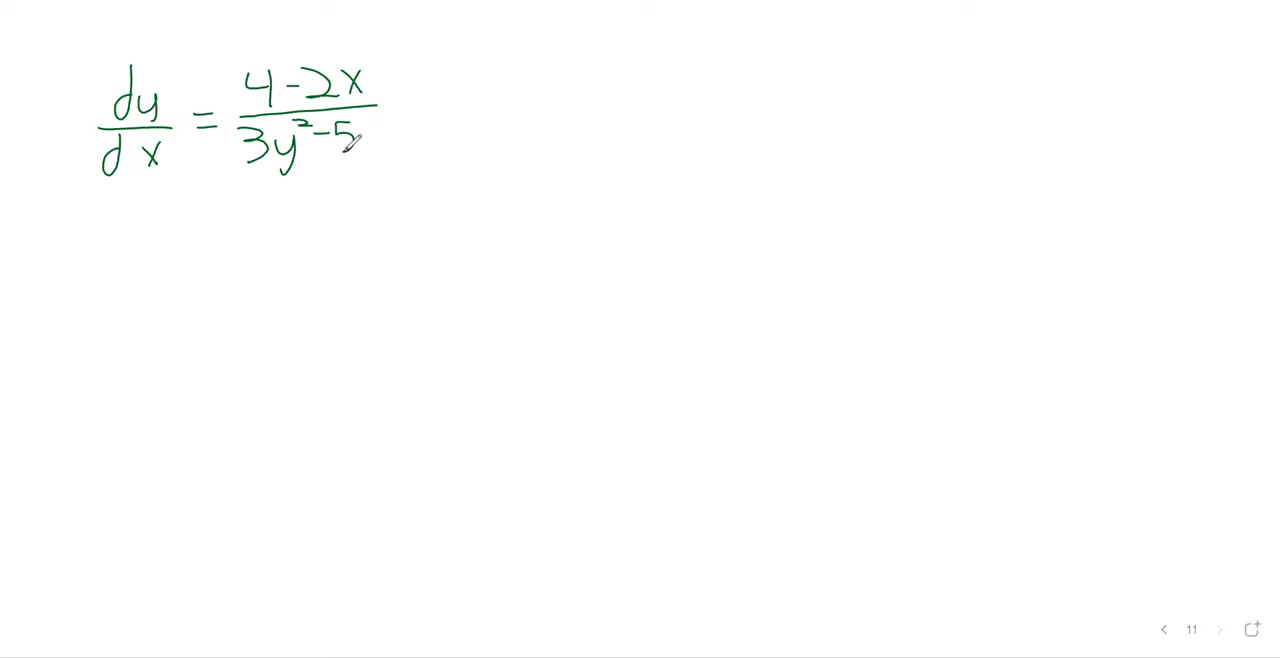 dy/dx = (4-2x)/(3y²-5)
11